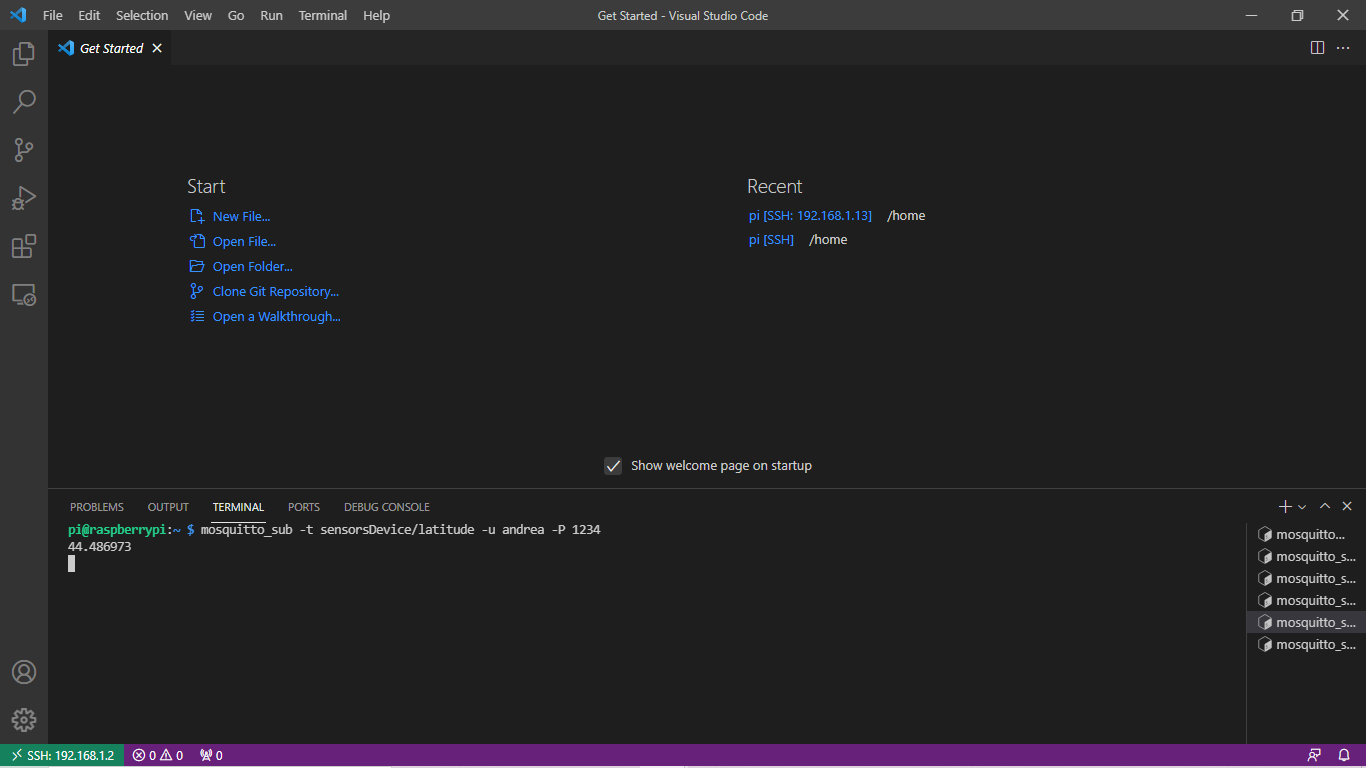 File Edit Selection View Go Run Terminal Help Get Started - Visual Studio Code
Get Started
Start
New File...
Open File...
Open Folder...
Clone Git Repository...
Open a Walkthrough...
Recent
pi [SSH: 192.168.1.13] /home
pi [SSH] /home
Show welcome page on startup
PROBLEMS OUTPUT TERMINAL PORTS DEBUG CONSOLE
pi@raspberrypi:~ $ mosquitto_sub -t sensorsDevice/latitude -u andrea -P 1234
44.486973
mosquitto...
mosquitto_s...
mosquitto_s...
mosquitto_s...
mosquitto_s...
mosquitto_s...
SSH: 192.168.1.2 0 0 0